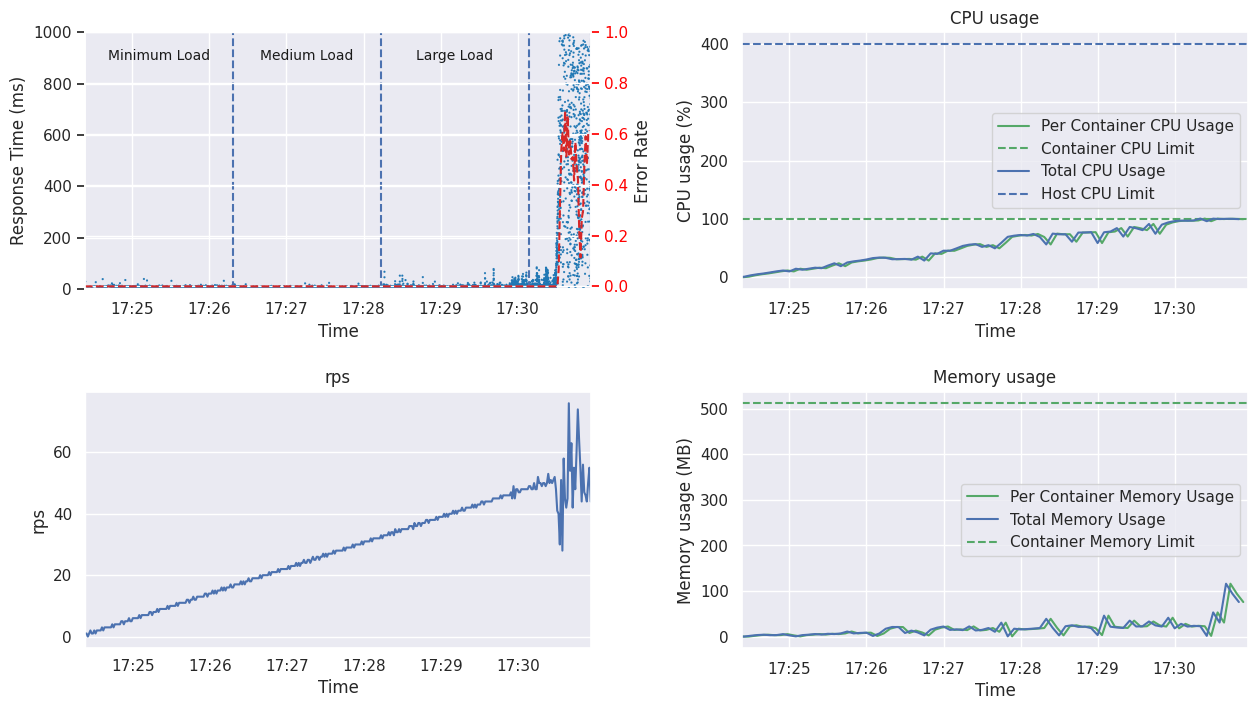 1000
800
600
400
200
0
Response Time (ms)
Minimum Load
Medium Load
Large Load
1.0
0.8
0.6
0.4
0.2
0.0
Error Rate
17:25 17:26 17:27 17:28 17:29 17:30
Time
CPU usage
400
300
200
100
0
CPU usage (%)
Per Container CPU Usage
Container CPU Limit
Total CPU Usage
Host CPU Limit
17:25 17:26 17:27 17:28 17:29 17:30
Time
rps
60
40
20
0
rps
17:25 17:26 17:27 17:28 17:29 17:30
Time
Memory usage
500
400
300
200
100
0
Memory usage (MB)
Per Container Memory Usage
Total Memory Usage
Container Memory Limit
17:25 17:26 17:27 17:28 17:29 17:30
Time